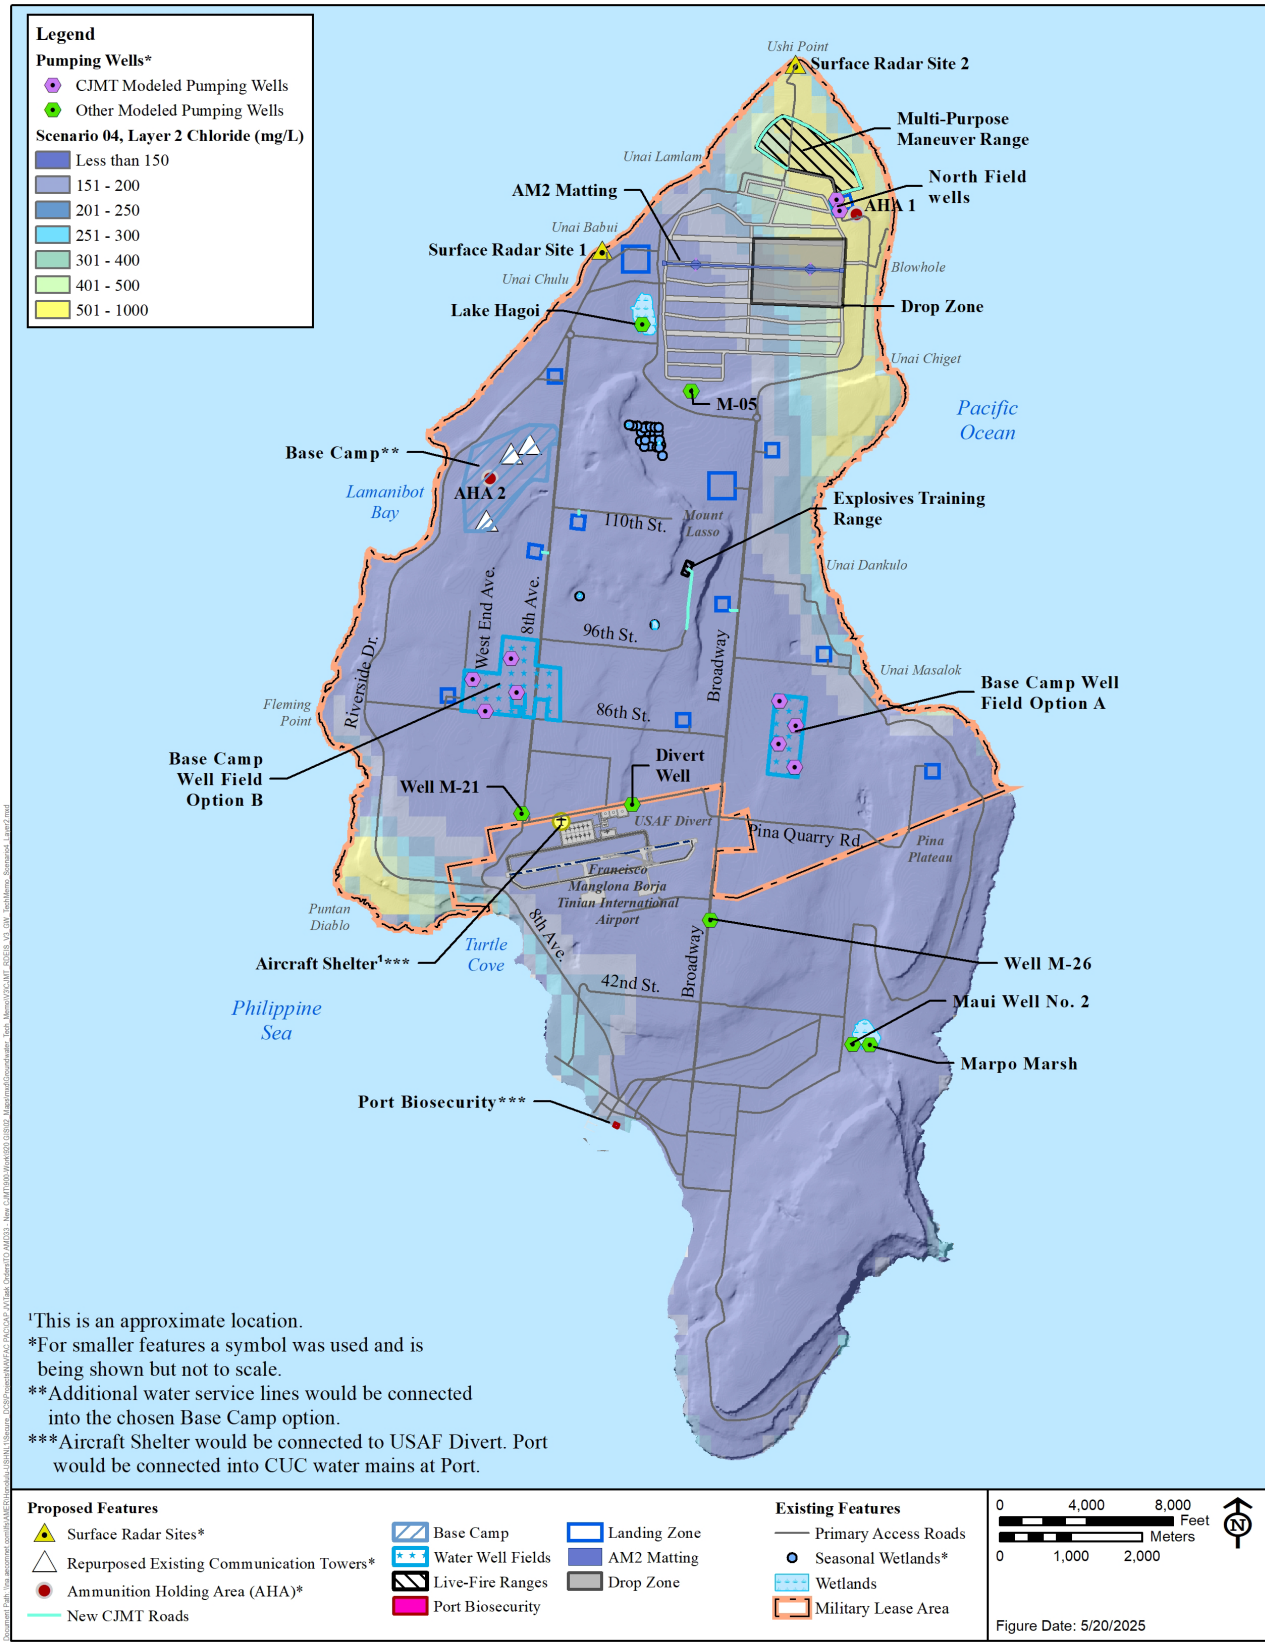 Legend
Pumping Wells*
CJMT Modeled Pumping Wells
Other Modeled Pumping Wells
Scenario 04, Layer 2 Chloride (mg/L)
Less than 150
151 - 200
201 - 250
251 - 300
301 - 400
401 - 500
501 - 1000
Ushi Point
Surface Radar Site 2
Multi-Purpose
Maneuver Range
Unai Lamlam
North Field
wells
AM2 Matting
AHA 1
Unai Babui
Surface Radar Site 1
Unai Chulu
Blowhole
Lake Hagoi
Drop Zone
Unai Chiget
M-05
Pacific
Ocean
Base Camp**
AHA 2
Lamanibot
Bay
Explosives Training
Range
110th St.
Mount
Lasso
Unai Dankulo
West End Ave.
8th Ave.
96th St.
Broadway
Riverside Dr.
Unai Masalok
Base Camp Well
Field Option A
Fleming
Point
86th St.
Base Camp
Well Field
Option B
Divert
Well
Well M-21
USAF Divert
Pina Quarry Rd.
Pina
Plateau
Francisco
Manglona Borja
Tinian International
Airport
Puntan
Diablo
8th Ave.
Turtle
Cove
Aircraft Shelter¹***
Broadway
Well M-26
42nd St.
Philippine
Sea
Maui Well No. 2
Marpo Marsh
Port Biosecurity***
¹This is an approximate location.
*For smaller features a symbol was used and is
being shown but not to scale.
**Additional water service lines would be connected
into the chosen Base Camp option.
***Aircraft Shelter would be connected to USAF Divert. Port
would be connected into CUC water mains at Port.
Proposed Features
Surface Radar Sites*
Repurposed Existing Communication Towers*
Ammunition Holding Area (AHA)*
New CJMT Roads
Base Camp
Water Well Fields
Live-Fire Ranges
Port Biosecurity
Landing Zone
AM2 Matting
Drop Zone
Existing Features
Primary Access Roads
Seasonal Wetlands*
Wetlands
Military Lease Area
0 4,000 8,000
Feet
Meters
0 1,000 2,000
N
Figure Date: 5/20/2025